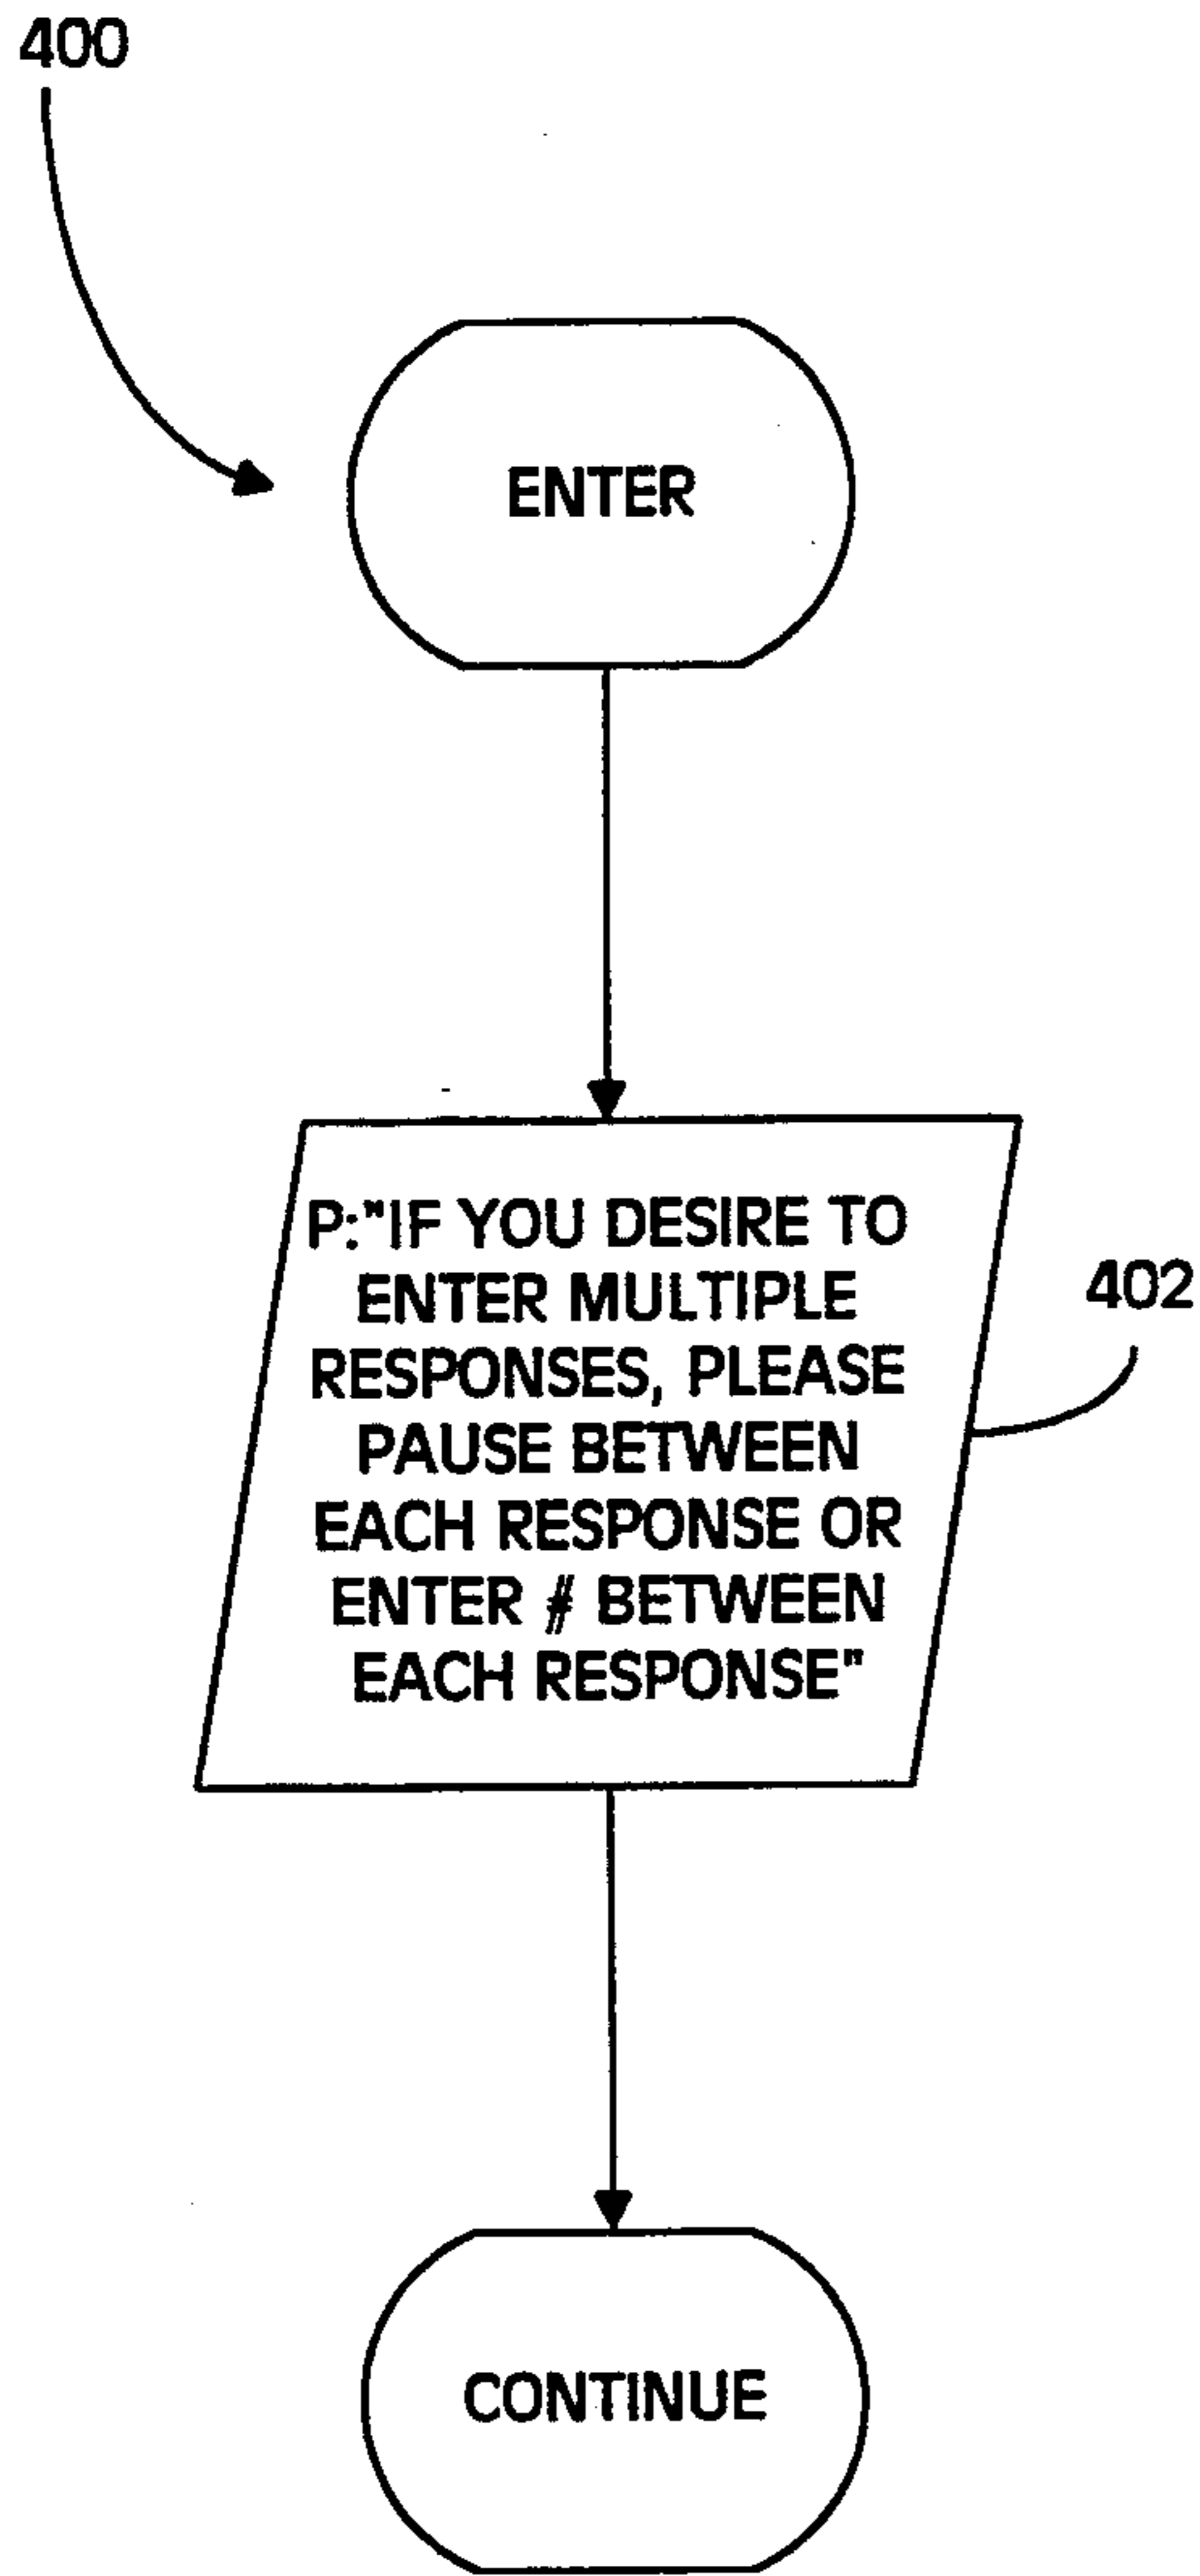 400
ENTER
P:"IF YOU DESIRE TO
ENTER MULTIPLE
RESPONSES, PLEASE
PAUSE BETWEEN
EACH RESPONSE OR
ENTER # BETWEEN
EACH RESPONSE"
402
CONTINUE